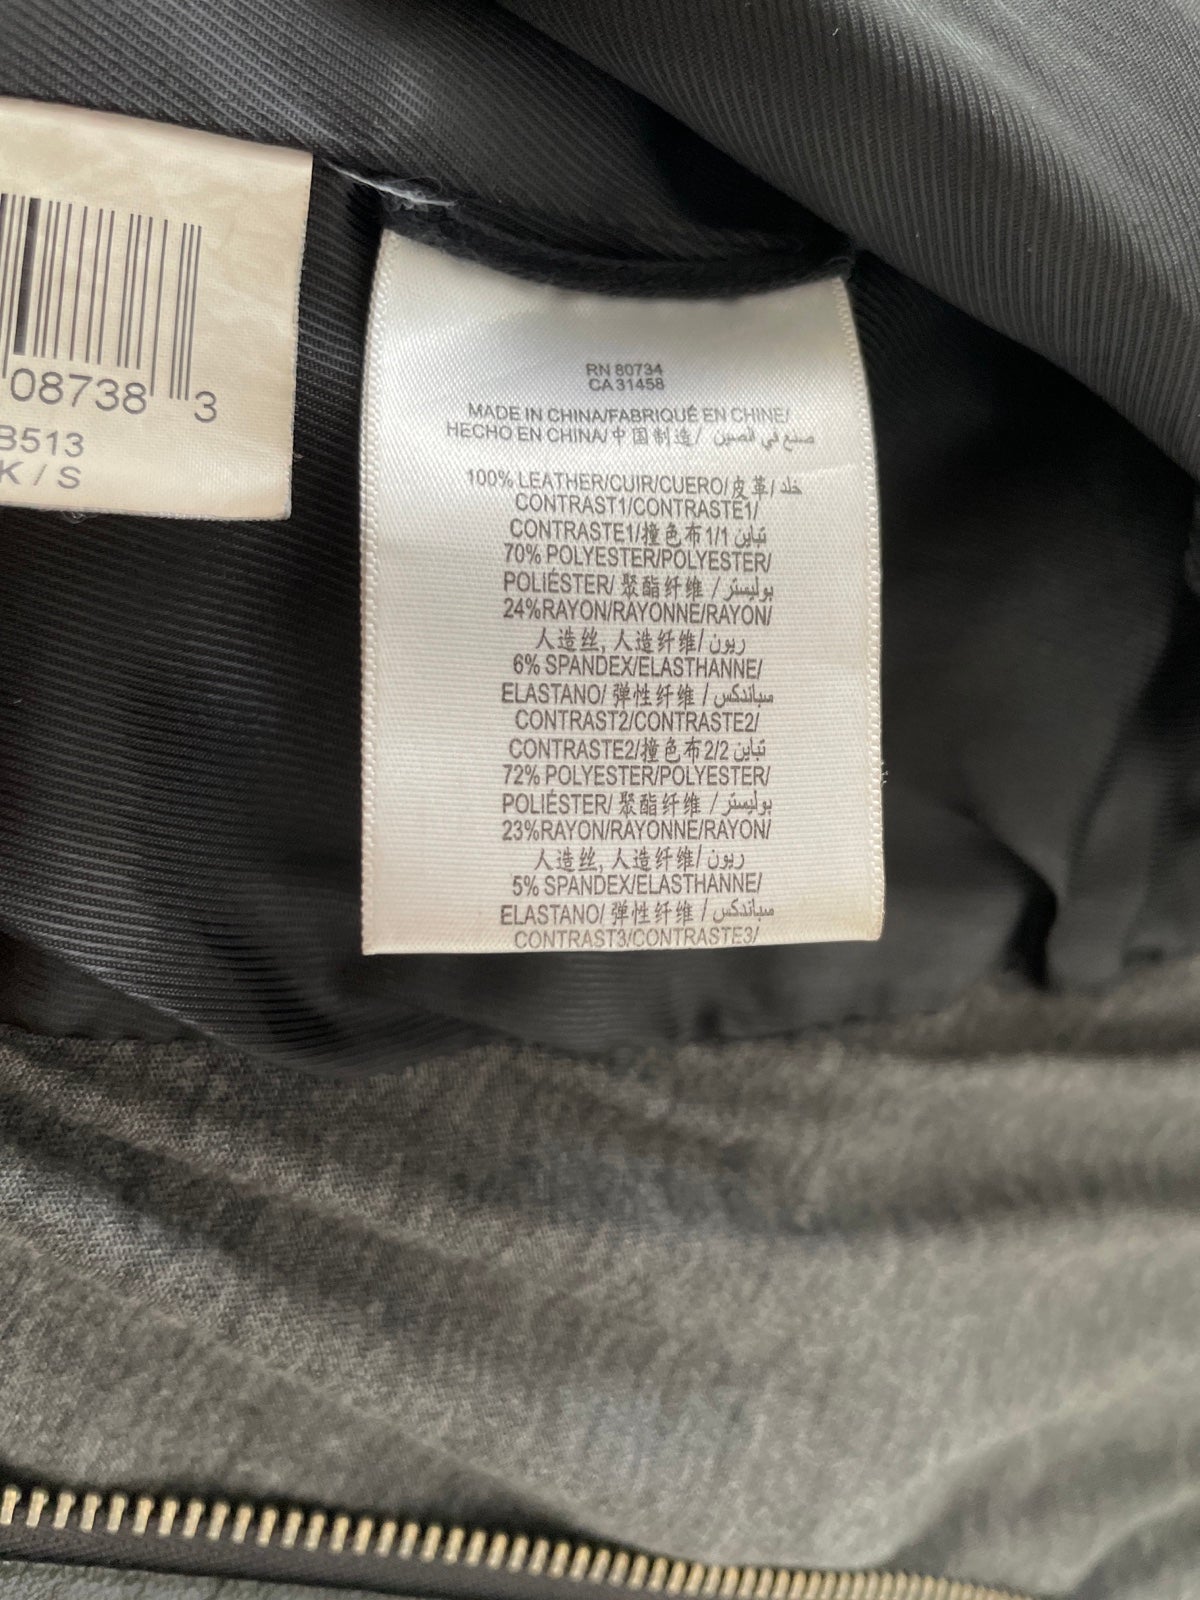 08738 3
B513
K / S
RN 80734
CA 31458
MADE IN CHINA/FABRIQUÉ EN CHINE/
HECHO EN CHINA/ 中国制造/ صنع في الصين
100% LEATHER/CUIR/CUERO/皮革/ جلد
CONTRAST1/CONTRASTE1/
CONTRASTE1/撞色布1/1 تباين
70% POLYESTER/POLYESTER/
POLIÉSTER/ 聚酯纤维 / بوليستر
24%RAYON/RAYONNE/RAYON/
人造丝, 人造纤维/ ريون
6% SPANDEX/ELASTHANNE/
ELASTANO/ 弹性纤维 / سباندكس
CONTRAST2/CONTRASTE2/
CONTRASTE2/撞色布2/2 تباين
72% POLYESTER/POLYESTER/
POLIÉSTER/ 聚酯纤维 / بوليستر
23%RAYON/RAYONNE/RAYON/
人造丝, 人造纤维/ ريون
5% SPANDEX/ELASTHANNE/
ELASTANO/ 弹性纤维 / سباندكس
CONTRAST3/CONTRASTE3/